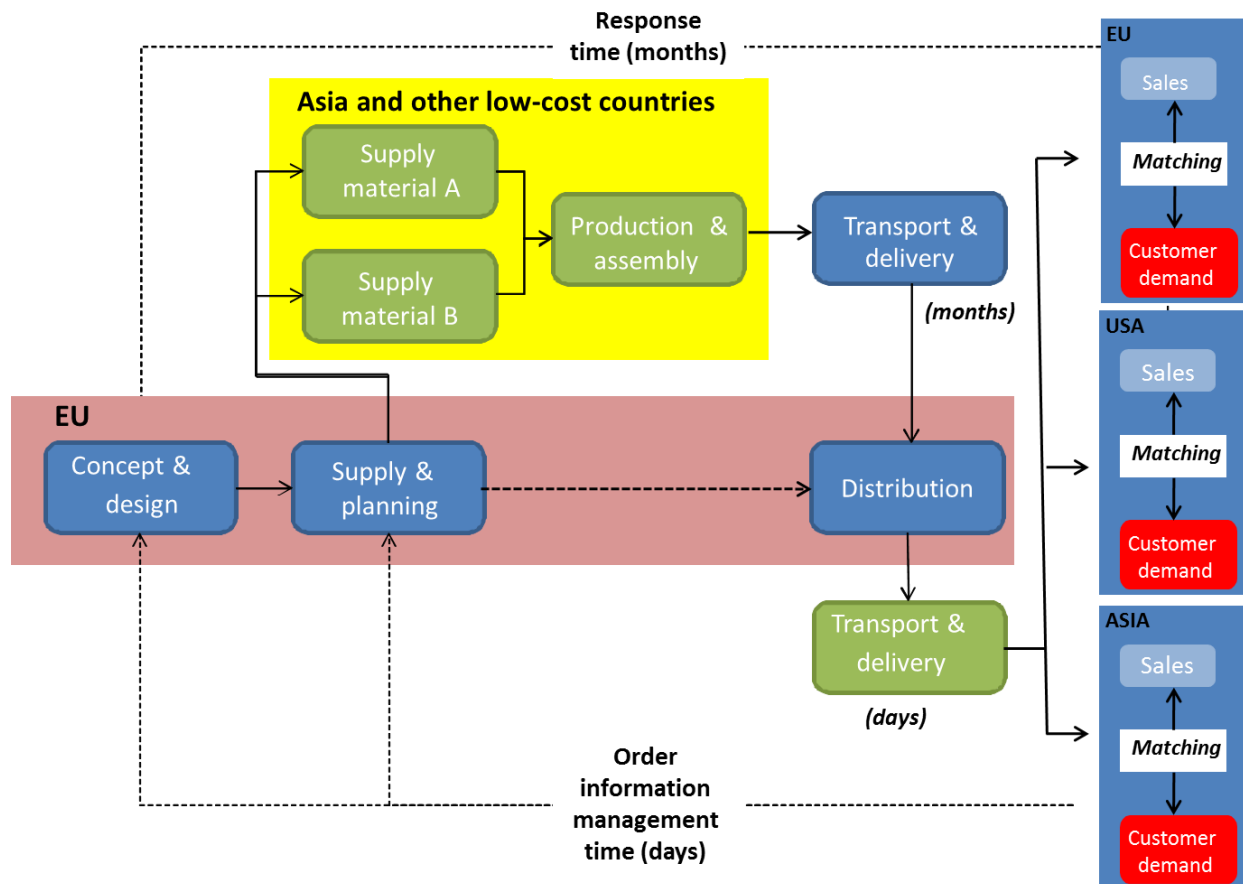 Response
time (months)
Asia and other low-cost countries
Supply
material A
Supply
material B
Production &
assembly
Transport &
delivery
(months)
EU
Concept &
design
Supply &
planning
Distribution
Transport &
delivery
(days)
Order
information
management
time (days)
EU
Sales
Matching
Customer
demand
USA
Sales
Matching
Customer
demand
ASIA
Sales
Matching
Customer
demand